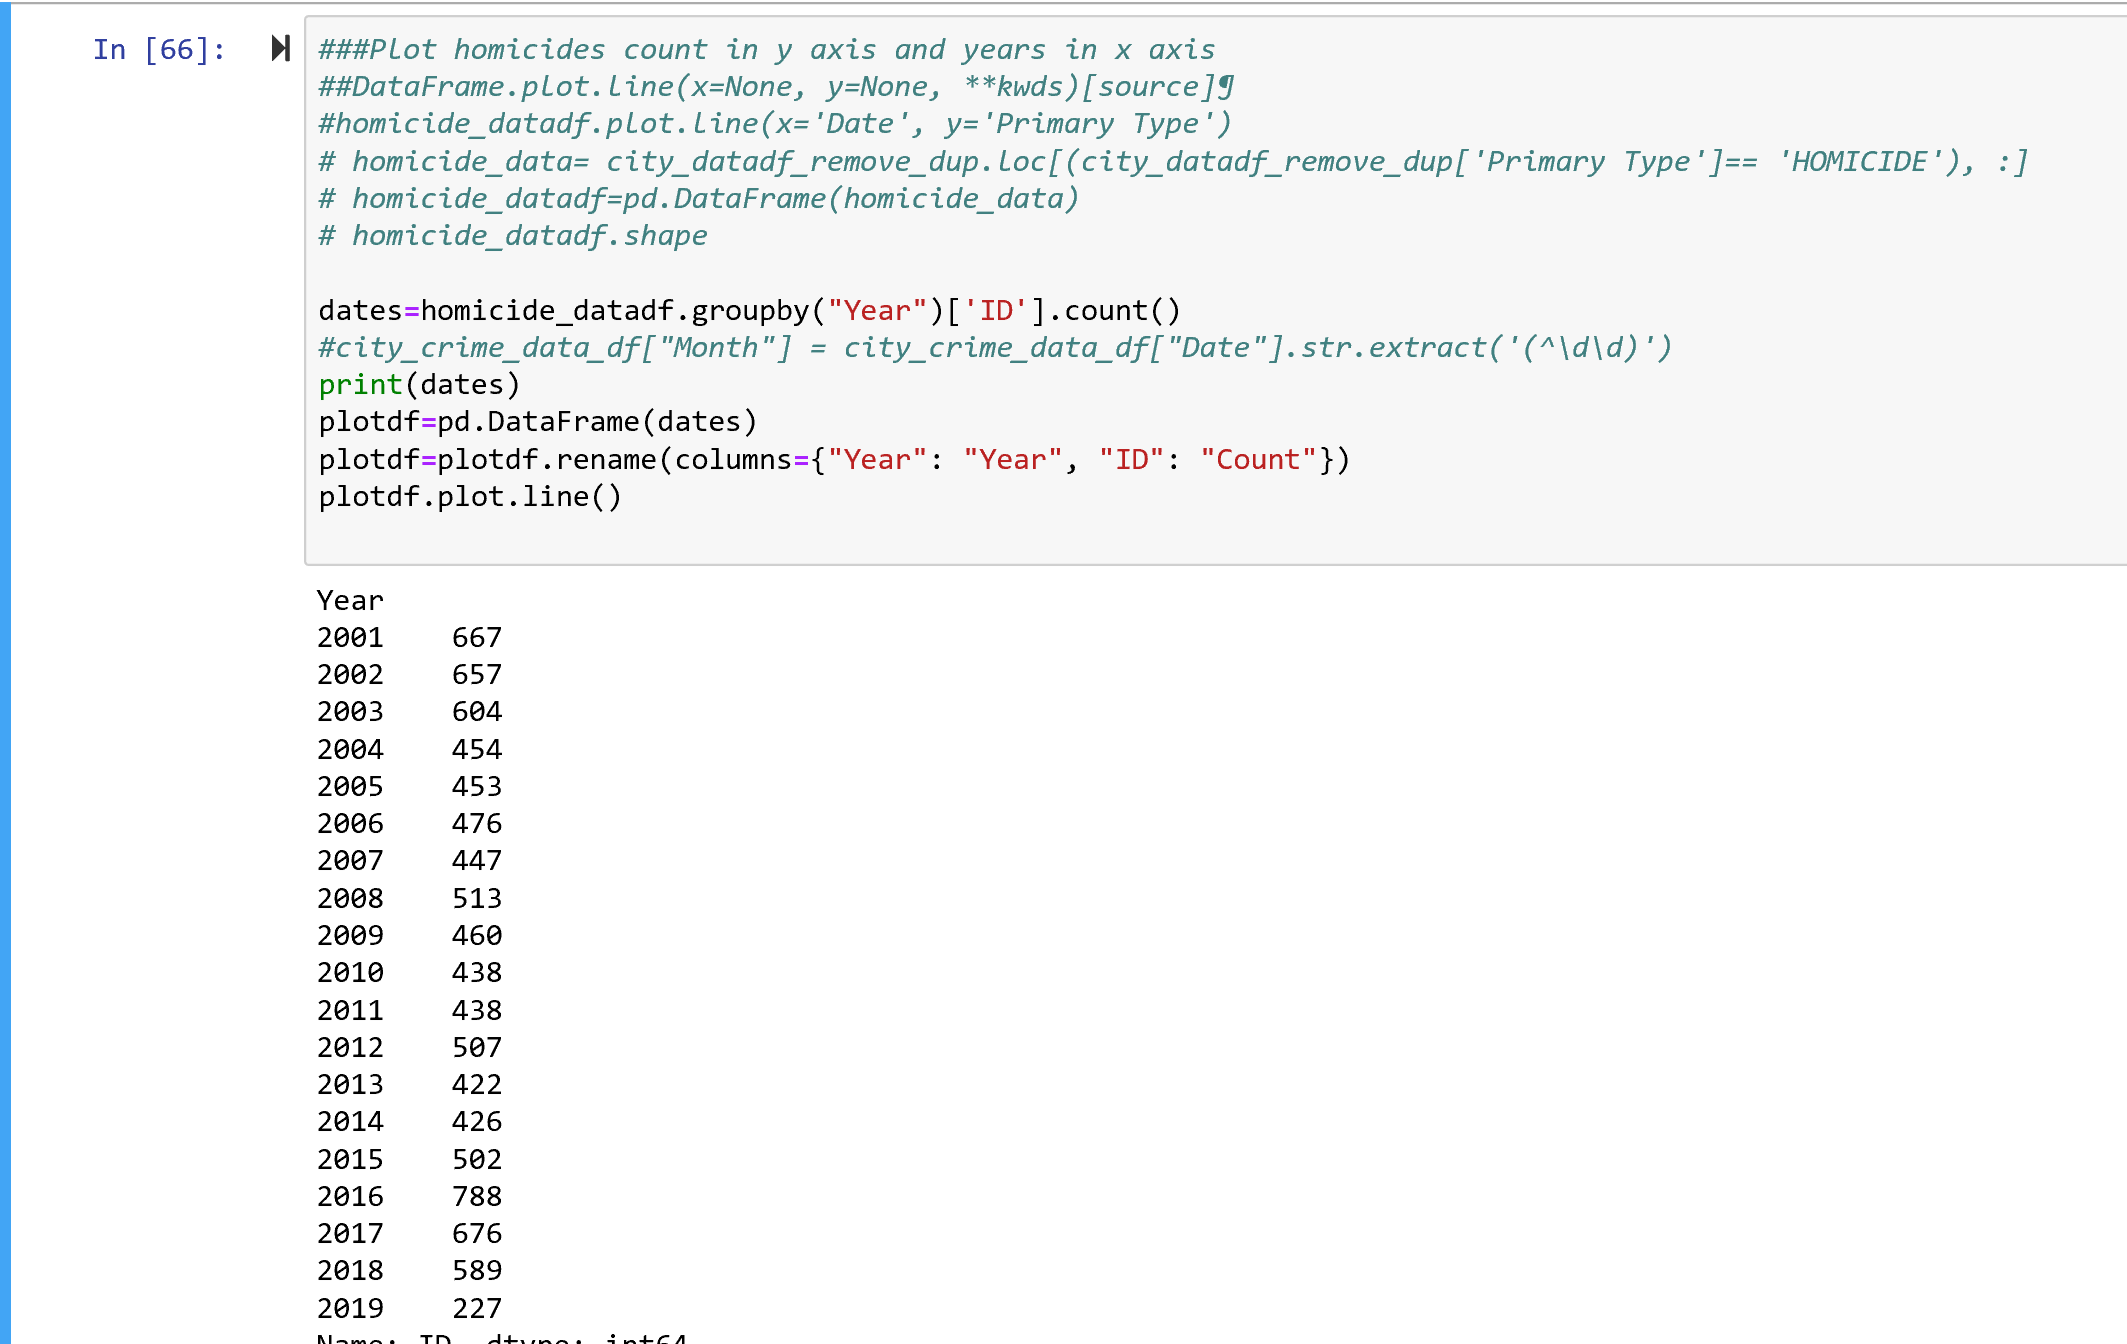 In [66]:
###Plot homicides count in y axis and years in x axis
##DataFrame.plot.line(x=None, y=None, **kwds)[source]¶
#homicide_datadf.plot.line(x='Date', y='Primary Type')
# homicide_data= city_datadf_remove_dup.loc[(city_datadf_remove_dup['Primary Type']== 'HOMICIDE'), :]
# homicide_datadf=pd.DataFrame(homicide_data)
# homicide_datadf.shape
dates=homicide_datadf.groupby("Year")['ID'].count()
#city_crime_data_df["Month"] = city_crime_data_df["Date"].str.extract('(^\d\d)')
print(dates)
plotdf=pd.DataFrame(dates)
plotdf=plotdf.rename(columns={"Year": "Year", "ID": "Count"})
plotdf.plot.line()
Year
2001    667
2002    657
2003    604
2004    454
2005    453
2006    476
2007    447
2008    513
2009    460
2010    438
2011    438
2012    507
2013    422
2014    426
2015    502
2016    788
2017    676
2018    589
2019    227
Name: ID, dtype: int64